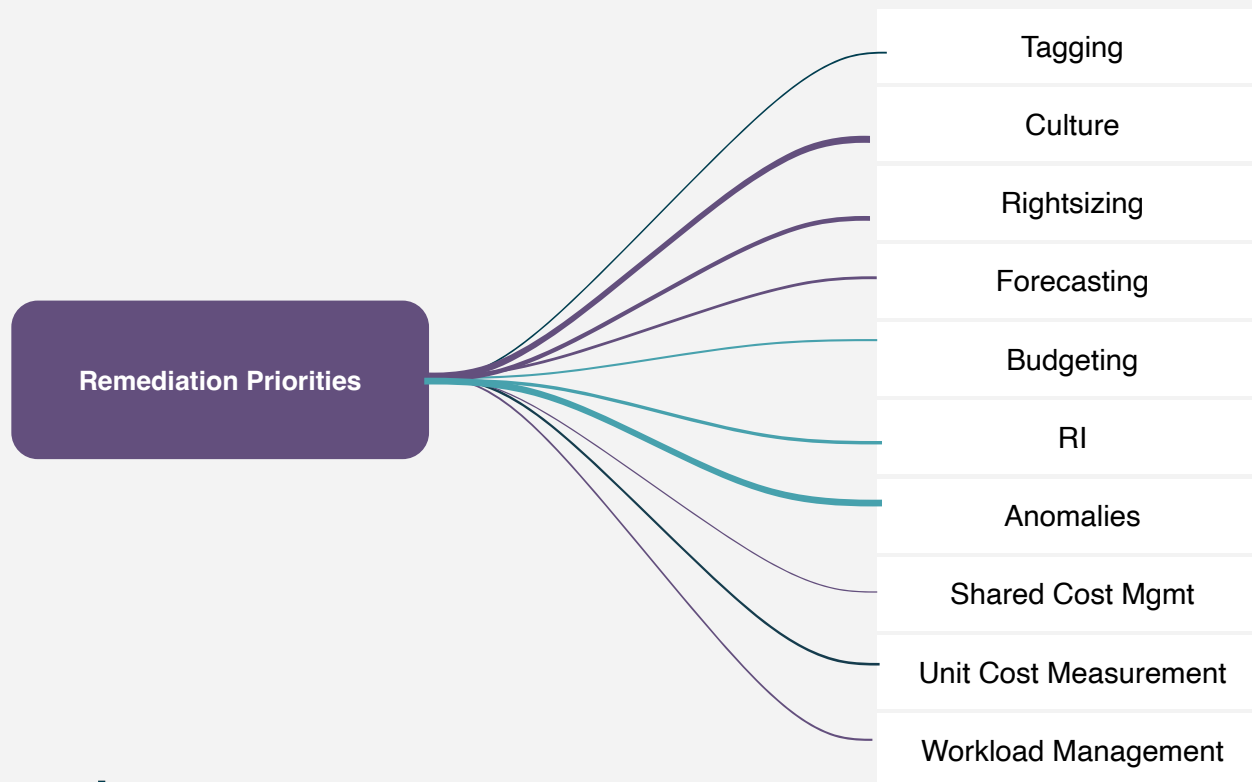 Tagging
Culture
Rightsizing
Forecasting
Budgeting
Remediation Priorities
RI
Anomalies
Shared Cost Mgmt
Unit Cost Measurement
Workload Management